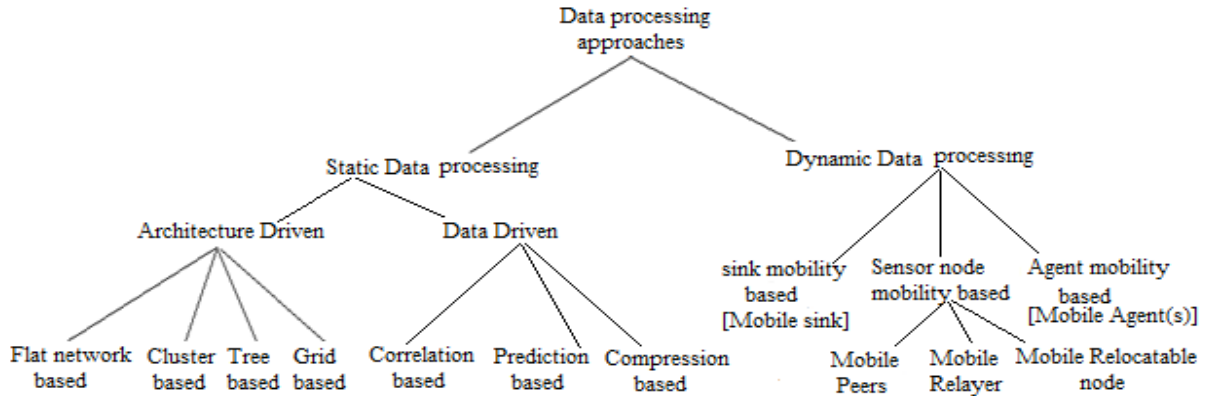 Data processing
approaches
Static Data processing
Dynamic Data processing
Architecture Driven
Data Driven
sink mobility
based
[Mobile sink]
Sensor node
mobility based
Agent mobility
based
[Mobile Agent(s)]
Flat network
based
Cluster
based
Tree
based
Grid
based
Correlation
based
Prediction
based
Compression
based
Mobile
Peers
Mobile
Relayer
Mobile Relocatable
node